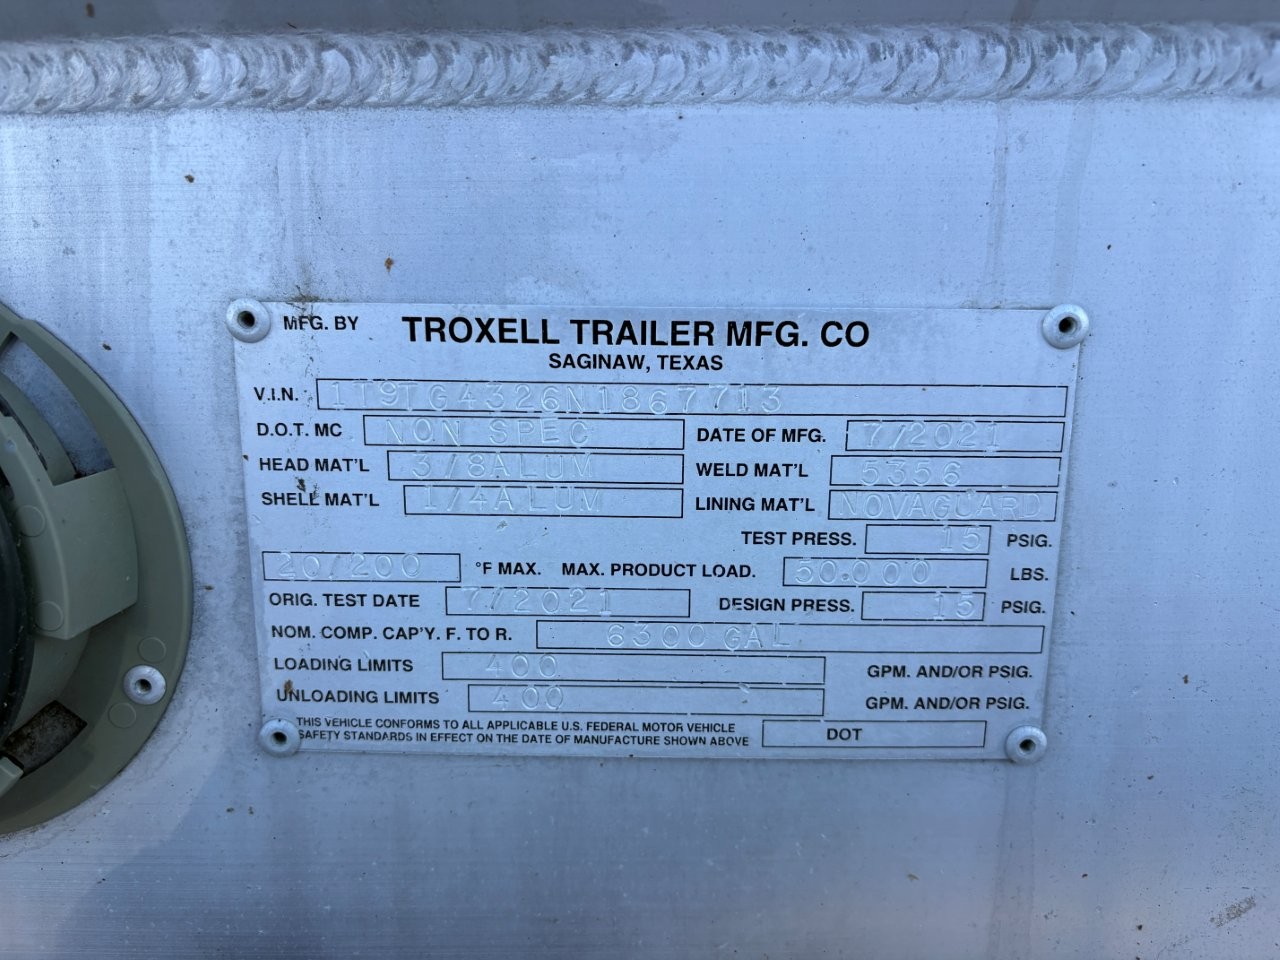 MFG. BY TROXELL TRAILER MFG. CO
SAGINAW, TEXAS
V.I.N. 1T9TG4326N1867713
D.O.T. MC NON SPEC DATE OF MFG. 7/2021
HEAD MAT'L 3/8ALUM WELD MAT'L 5356
SHELL MAT'L 1/4ALUM LINING MAT'L NOVAGUARD
TEST PRESS. 15 PSIG.
20/200 °F MAX. MAX. PRODUCT LOAD. 50.000 LBS.
ORIG. TEST DATE 7/2021 DESIGN PRESS. 15 PSIG.
NOM. COMP. CAP'Y. F. TO R. 6300 GAL
LOADING LIMITS 400 GPM. AND/OR PSIG.
UNLOADING LIMITS 400 GPM. AND/OR PSIG.
THIS VEHICLE CONFORMS TO ALL APPLICABLE U.S. FEDERAL MOTOR VEHICLE
SAFETY STANDARDS IN EFFECT ON THE DATE OF MANUFACTURE SHOWN ABOVE DOT